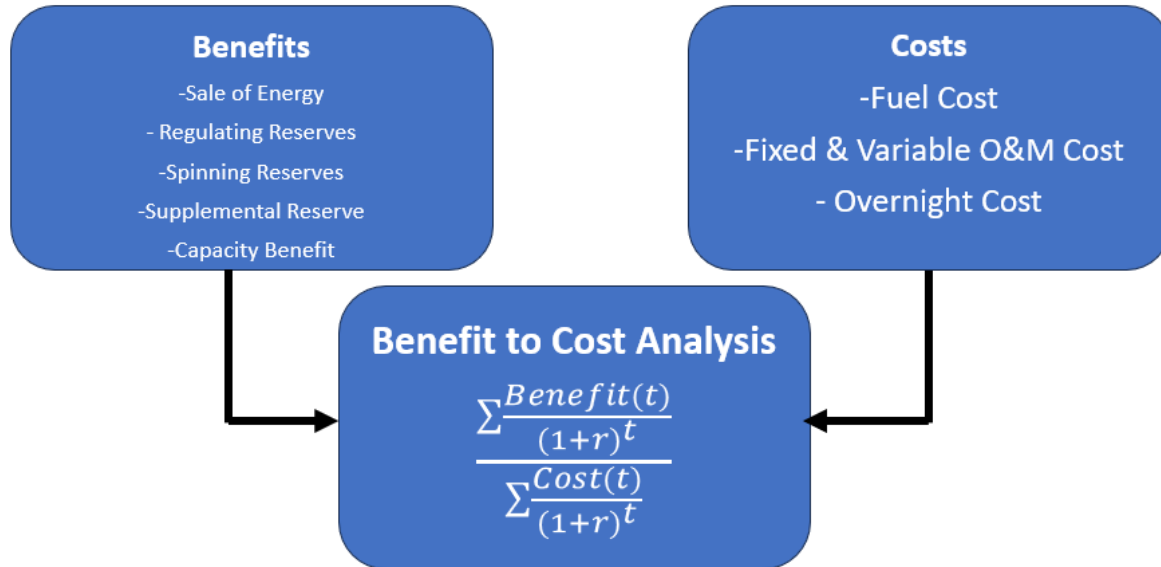 Benefits
-Sale of Energy
- Regulating Reserves
-Spinning Reserves
-Supplemental Reserve
-Capacity Benefit
Costs
-Fuel Cost
-Fixed & Variable O&M Cost
- Overnight Cost
Benefit to Cost Analysis
∑ Benefit(t)
(1+r)^t
∑ Cost(t)
(1+r)^t